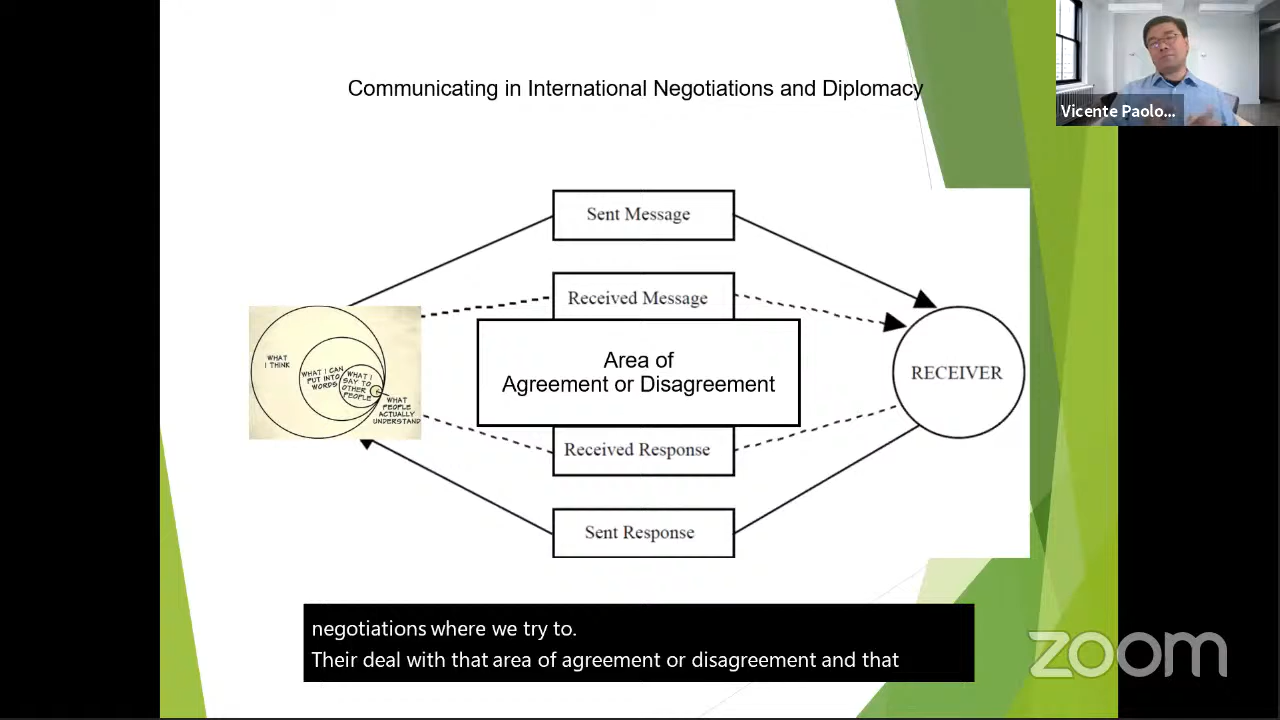 Communicating in International Negotiations and Diplomacy
Vicente Paolo...
Sent Message
Received Message
WHAT
I THINK
WHAT I CAN
PUT INTO
WORDS
WHAT I
SAY TO
OTHER
PEOPLE
WHAT
PEOPLE
ACTUALLY
UNDERSTAND
Area of
Agreement or Disagreement
RECEIVER
Received Response
Sent Response
negotiations where we try to.
Their deal with that area of agreement or disagreement and that
zoom